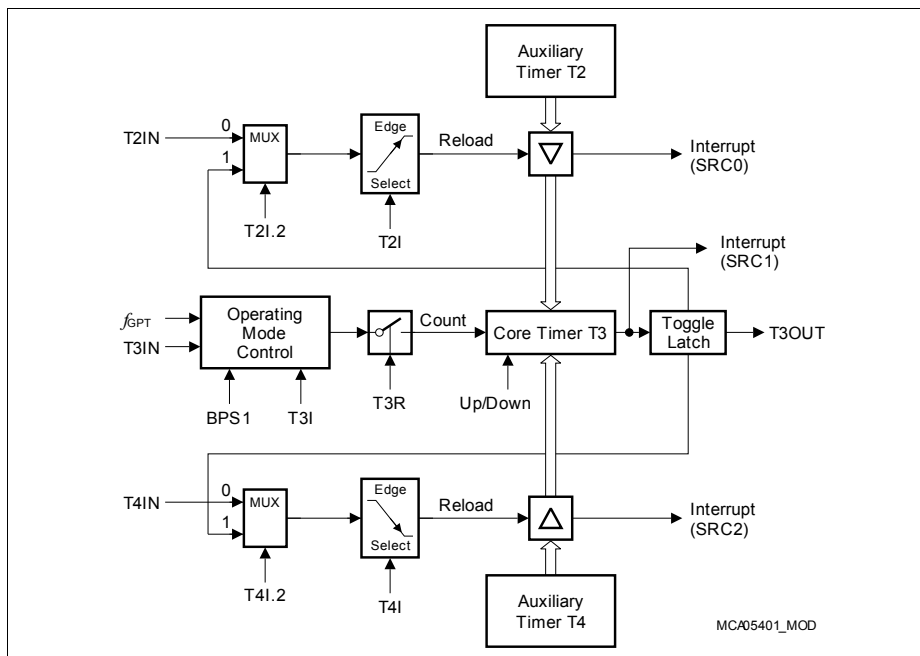 Auxiliary
Timer T2
T2IN
0
1
MUX
Edge
Select
Reload
Interrupt
(SRC0)
T2I.2
T2I
Interrupt
(SRC1)
fGPT
T3IN
Operating
Mode
Control
Count
Core Timer T3
Toggle
Latch
T3OUT
BPS1
T3I
T3R
Up/Down
T4IN
0
1
MUX
Edge
Select
Reload
Interrupt
(SRC2)
T4I.2
T4I
Auxiliary
Timer T4
MCA05401_MOD